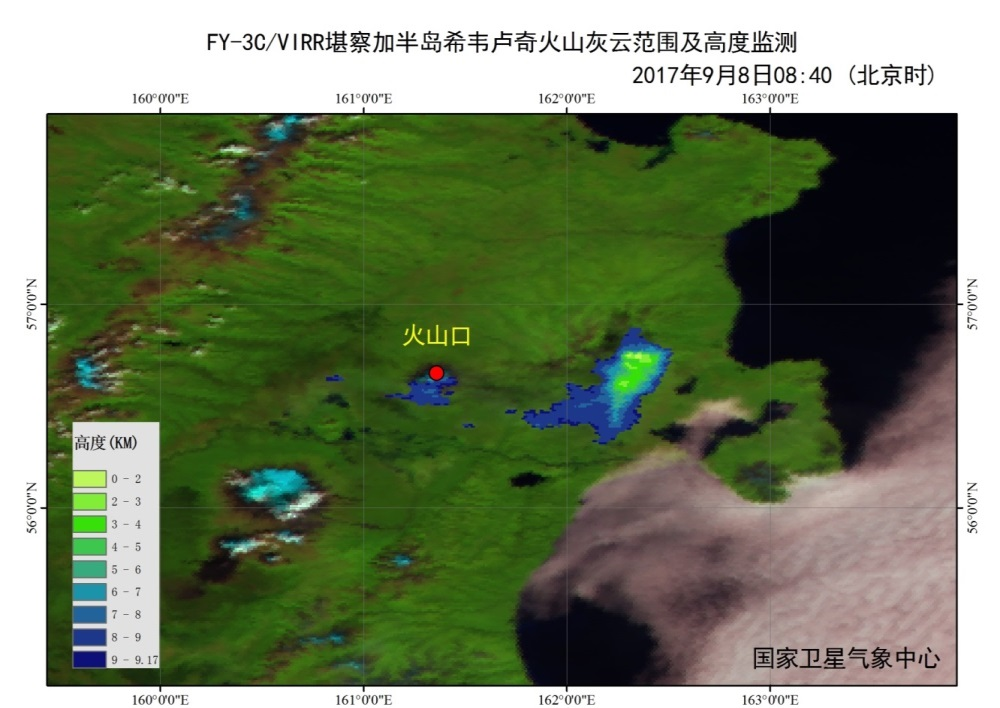 FY-3C/VIRR堪察加半岛希韦卢奇火山灰云范围及高度监测
2017年9月8日08:40 (北京时)
160°0'0"E 161°0'0"E 162°0'0"E 163°0'0"E
57°0'0"N 57°0'0"N
火山口
高度(KM)
0 - 2
2 - 3
3 - 4
4 - 5
5 - 6
6 - 7
7 - 8
8 - 9
9 - 9.17
56°0'0"N 56°0'0"N
国家卫星气象中心
160°0'0"E 161°0'0"E 162°0'0"E 163°0'0"E